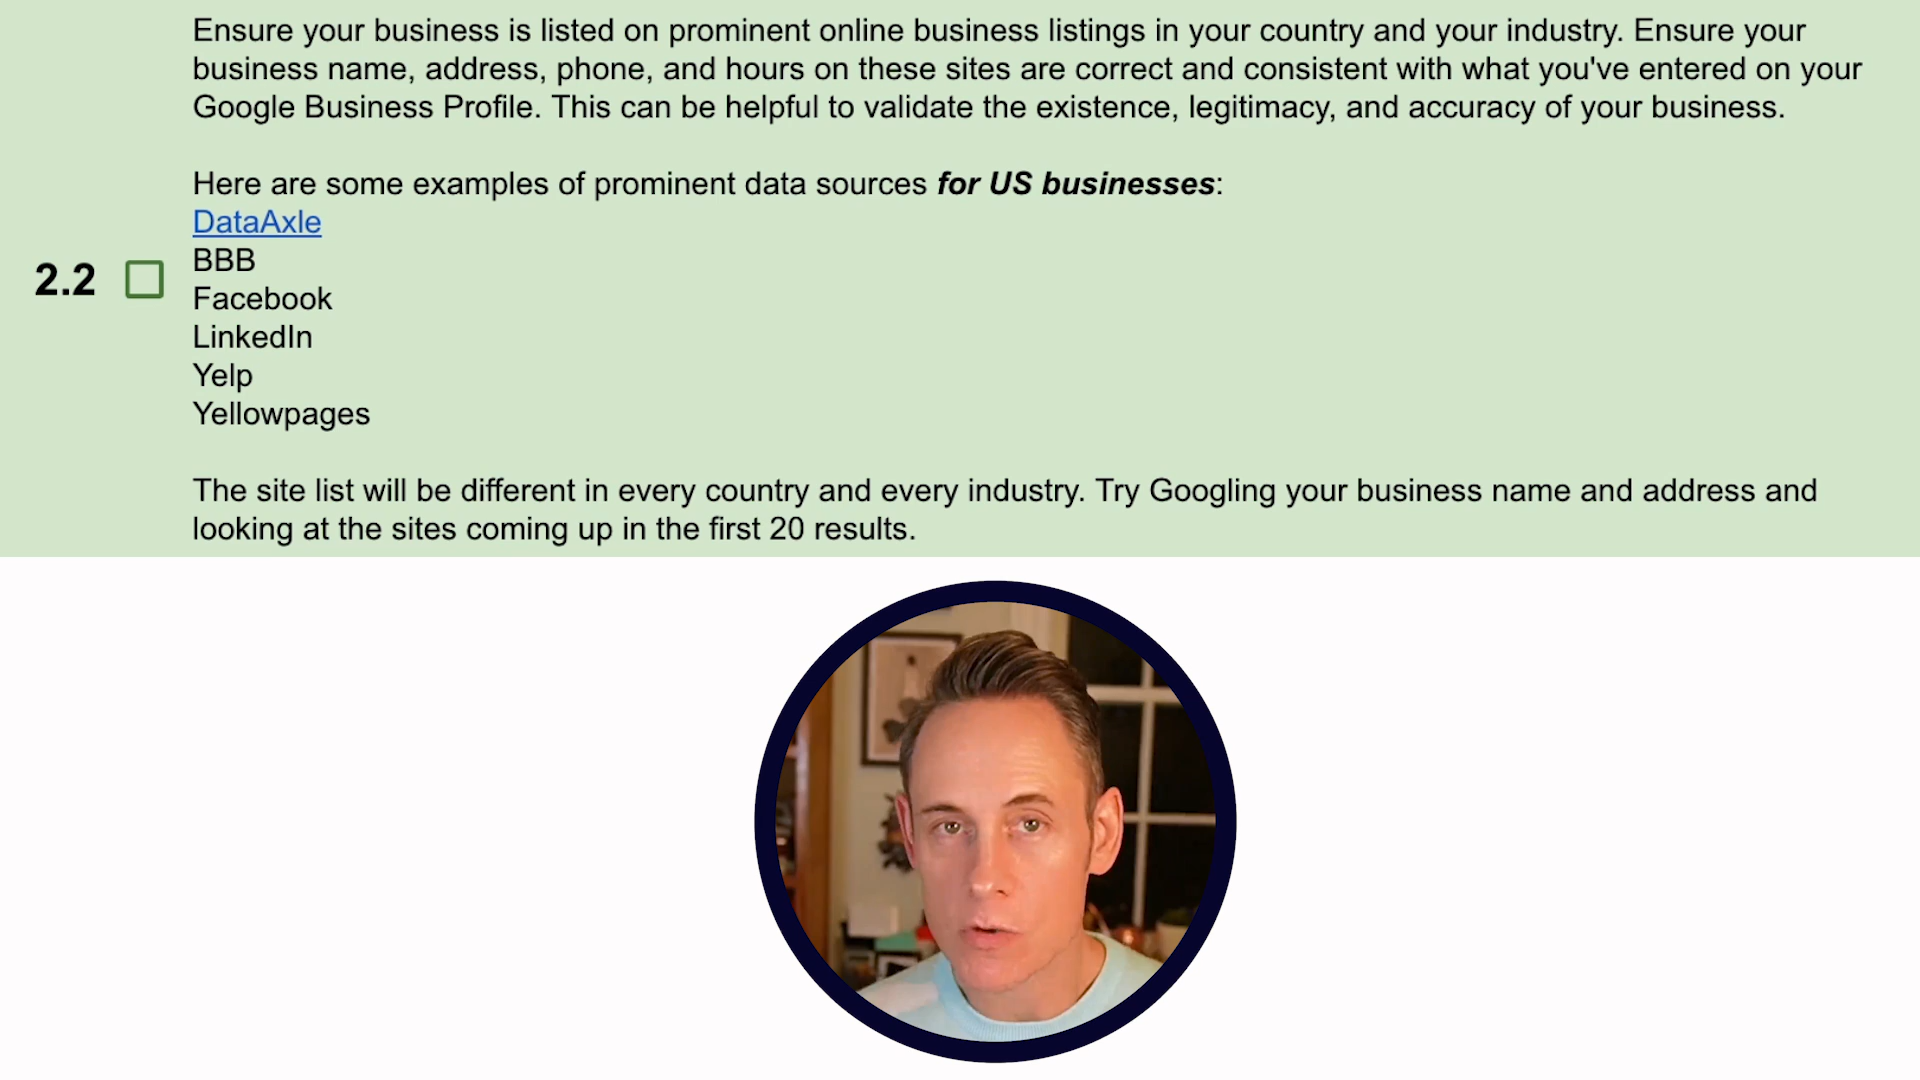 Ensure your business is listed on prominent online business listings in your country and your industry. Ensure your
business name, address, phone, and hours on these sites are correct and consistent with what you've entered on your
Google Business Profile. This can be helpful to validate the existence, legitimacy, and accuracy of your business.
Here are some examples of prominent data sources for US businesses:
DataAxle
BBB
2.2
Facebook
LinkedIn
Yelp
Yellowpages
The site list will be different in every country and every industry. Try Googling your business name and address and
looking at the sites coming up in the first 20 results.